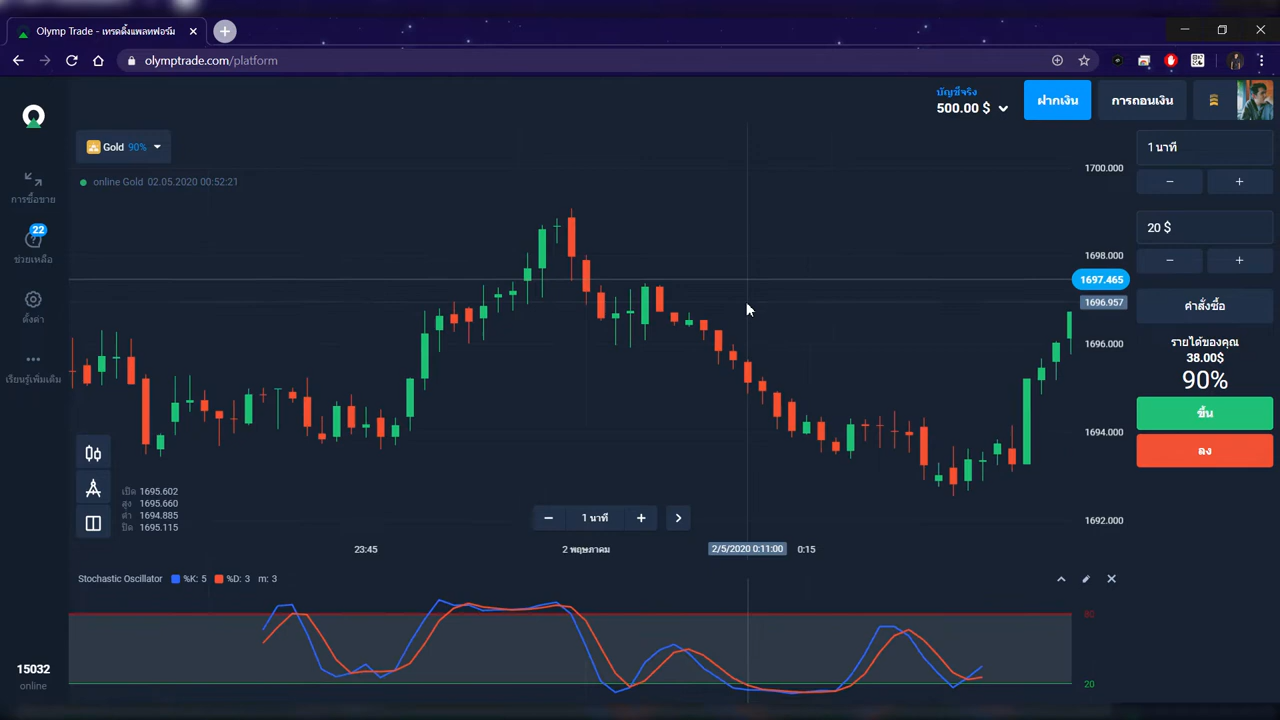 Olymp Trade - เทรดดิ้งแพลทฟอร์ม
olymptrade.com/platform
บัญชีจริง
500.00 $
ฝากเงิน
การถอนเงิน
Gold 90%
online Gold 02.05.2020 00:52:21
การซื้อขาย
22
ช่วยเหลือ
ตั้งค่า
เรียนรู้เพิ่มเติม
15032
online
1700.000
1698.000
1697.465
1696.957
1696.000
1694.000
1692.000
1 นาที
20 $
คำสั่งซื้อ
รายได้ของคุณ
38.00$
90%
ขึ้น
ลง
เปิด 1695.602
สูง 1695.660
ต่ำ 1694.885
ปิด 1695.115
1 นาที
23:45
2 พฤษภาคม
2/5/2020 0:11:00
0:15
Stochastic Oscillator %K: 5 %D: 3 m: 3
80
20